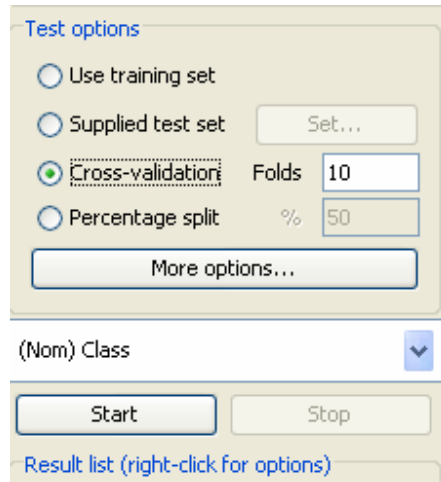 Test options
Use training set
Supplied test set Set...
Cross-validation Folds 10
Percentage split % 50
More options...
(Nom) Class
Start Stop
Result list (right-click for options)